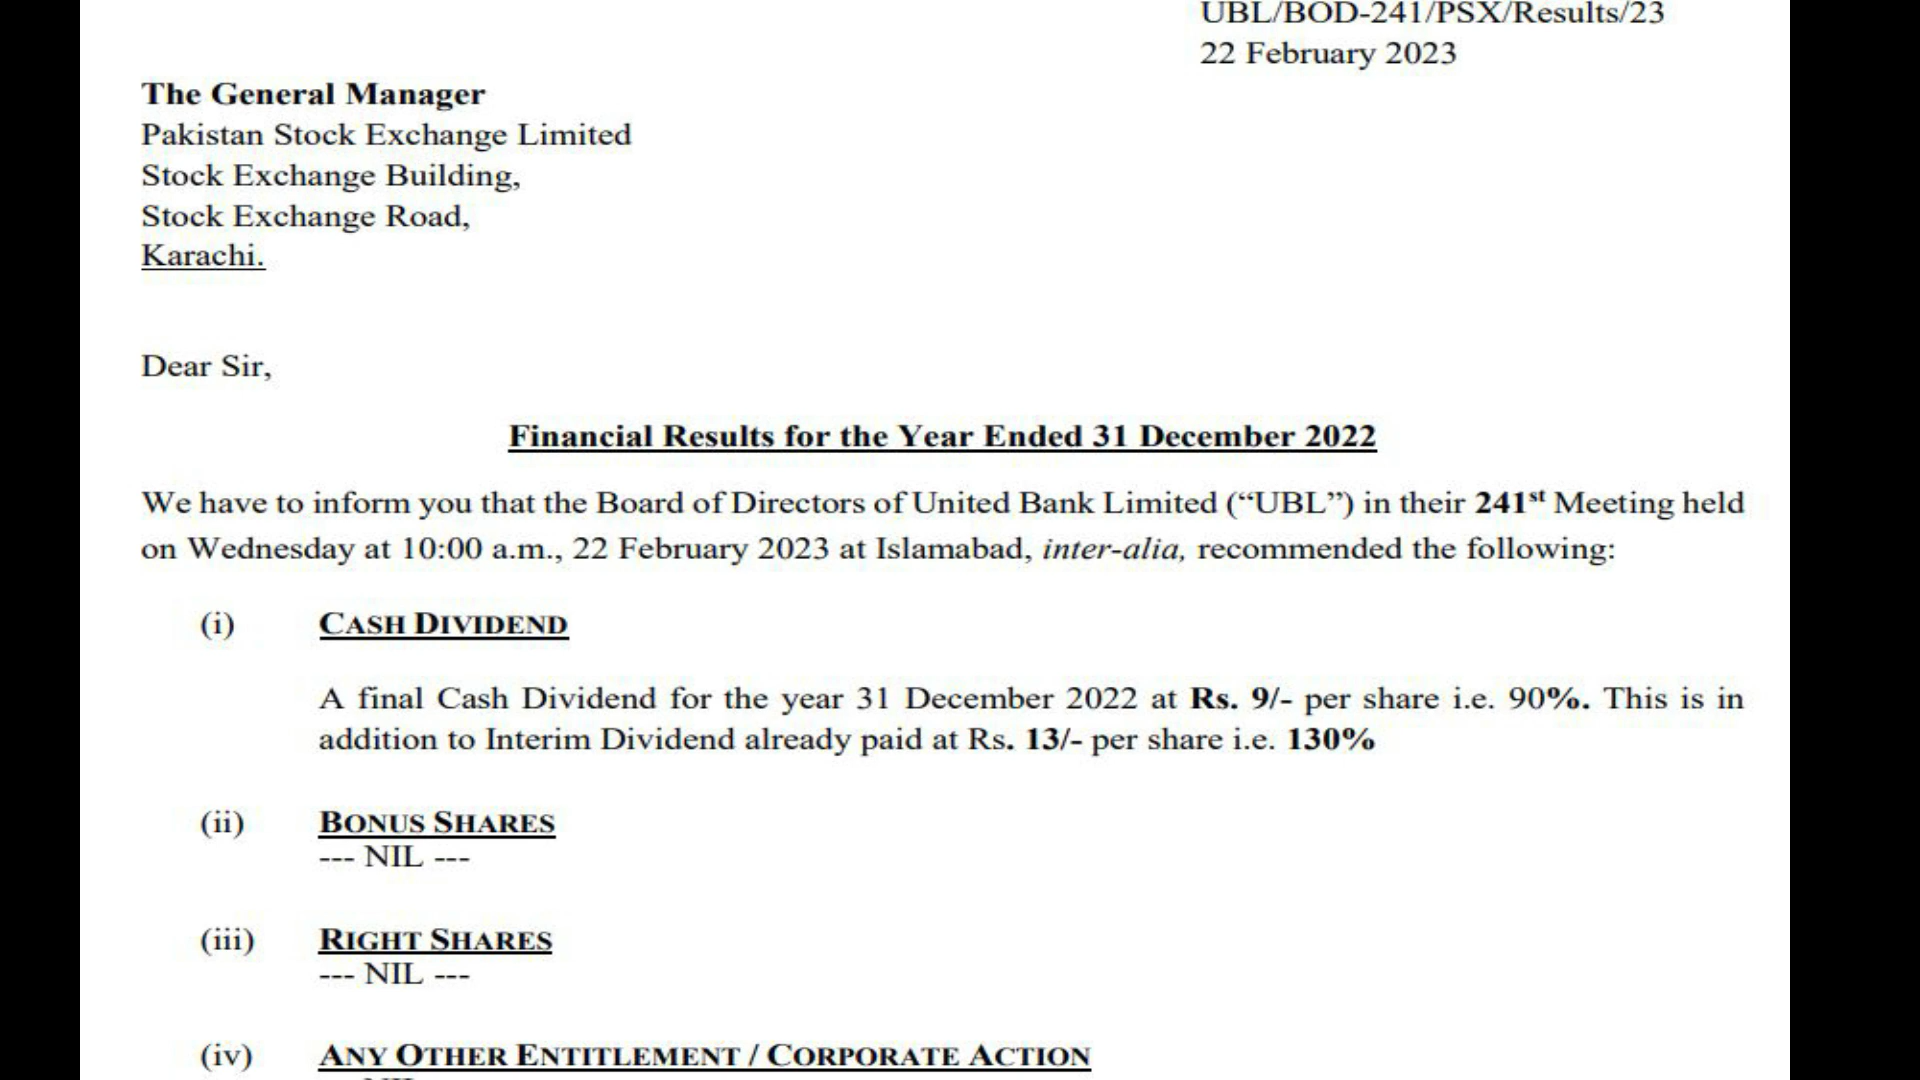 UBL/BOD-241/PSX/Results/23
22 February 2023
The General Manager
Pakistan Stock Exchange Limited
Stock Exchange Building,
Stock Exchange Road,
Karachi.
Dear Sir,
Financial Results for the Year Ended 31 December 2022
We have to inform you that the Board of Directors of United Bank Limited (“UBL”) in their 241st Meeting held
on Wednesday at 10:00 a.m., 22 February 2023 at Islamabad, inter-alia, recommended the following:
(i) CASH DIVIDEND
A final Cash Dividend for the year 31 December 2022 at Rs. 9/- per share i.e. 90%. This is in
addition to Interim Dividend already paid at Rs. 13/- per share i.e. 130%
(ii) BONUS SHARES
--- NIL ---
(iii) RIGHT SHARES
--- NIL ---
(iv) ANY OTHER ENTITLEMENT / CORPORATE ACTION